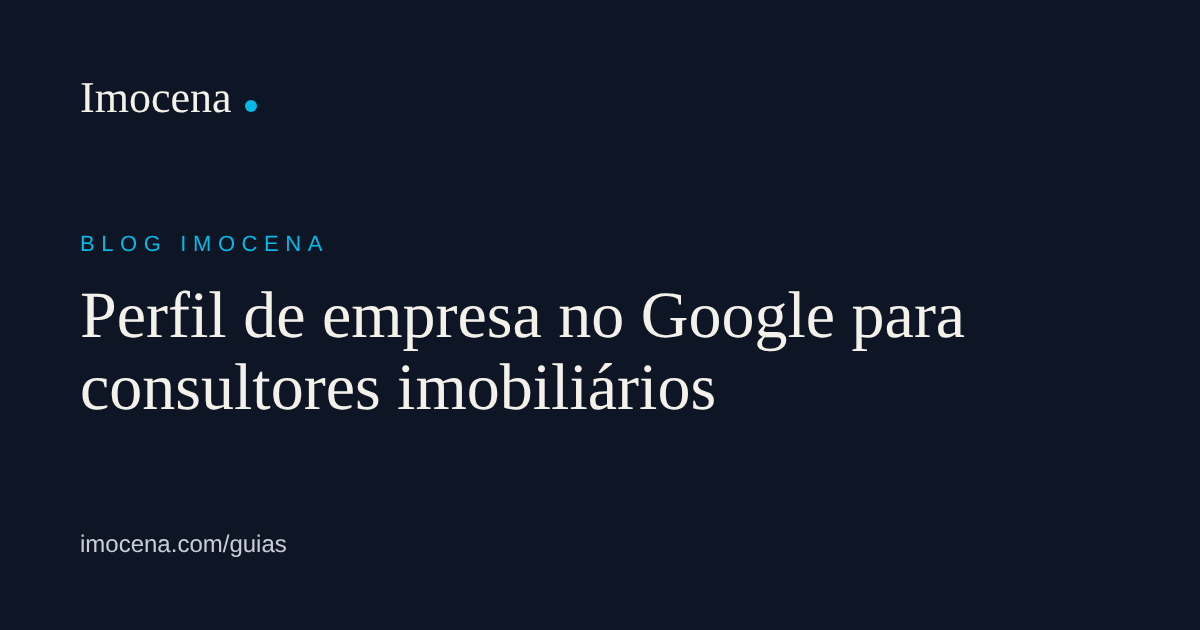 Imocena
BLOG IMOCENA
Perfil de empresa no Google para
consultores imobiliários
imocena.com/guias